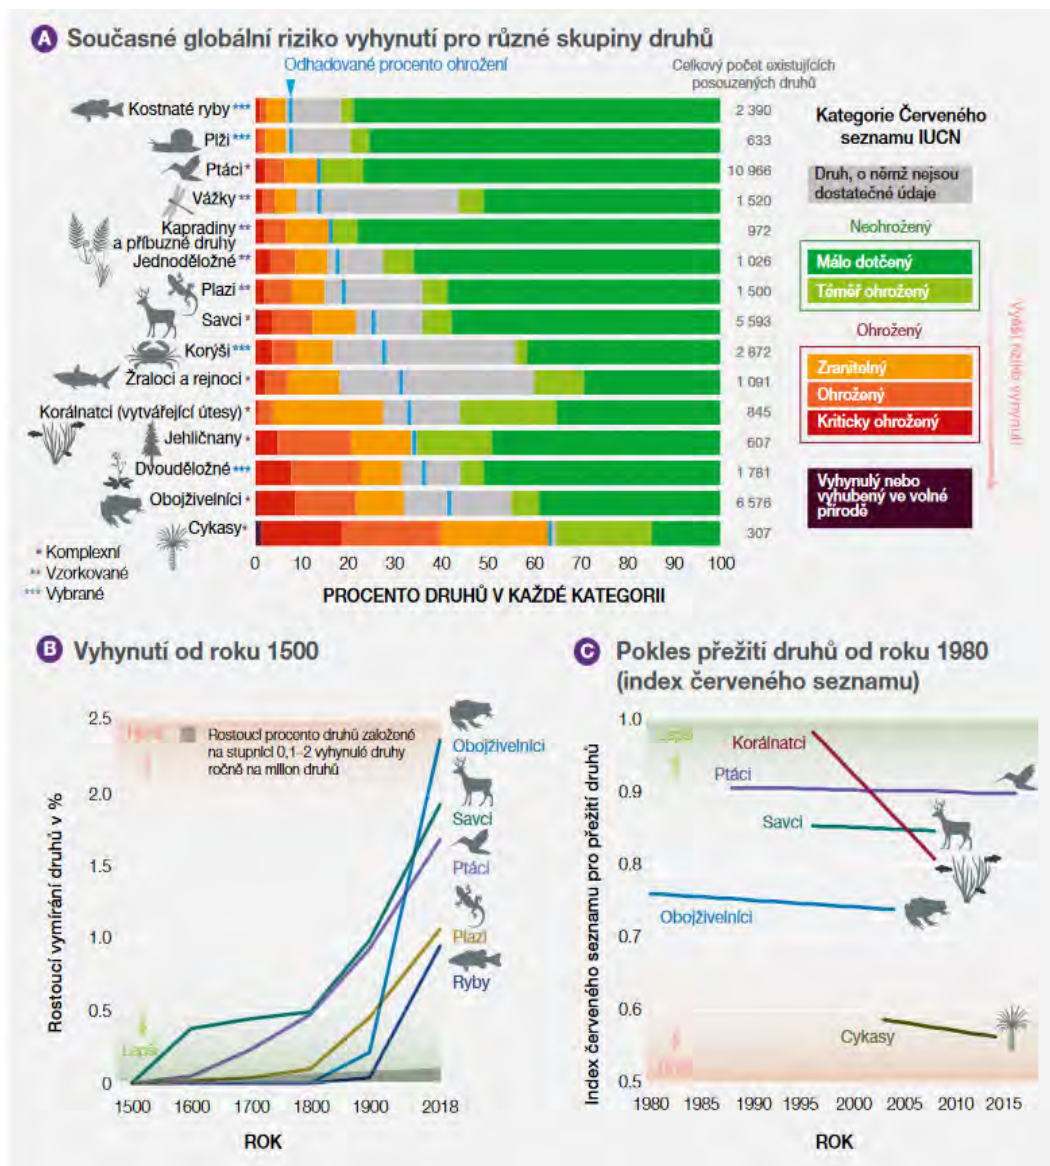 A Současné globální riziko vyhynutí pro různé skupiny druhů
Odhadované procento ohrožení
Celkový počet existujících
posouzených druhů
Kostnaté ryby *** 2 390
Plži *** 633
Ptáci * 10 966
Vážky ** 1 520
Kapradiny **
a příbuzné druhy 972
Jednoděložné ** 1 026
Plazi ** 1 500
Savci * 5 593
Korýši *** 2 872
Žraloci a rejnoci * 1 091
Korálnatci (vytvářející útesy) * 845
Jehličnany * 607
Dvouděložné *** 1 781
Obojživelníci * 6 576
Cykasy* 307
0 10 20 30 40 50 60 70 80 90 100
PROCENTO DRUHŮ V KAŽDÉ KATEGORII
* Komplexní
** Vzorkované
*** Vybrané
Kategorie Červeného
seznamu IUCN
Druh, o němž nejsou
dostatečné údaje
Neohrožený
Málo dotčený
Téměř ohrožený
Ohrožený
Zranitelný
Ohrožený
Kriticky ohrožený
Vyšší riziko vyhynutí
Vyhynulý nebo
vyhubený ve volné
přírodě
B Vyhynutí od roku 1500
Rostoucí vymírání druhů v %
2.5
2.0
1.5
1.0
0.5
0
Rostoucí procento druhů založené
na stupnici 0,1–2 vyhynulé druhy
ročně na milion druhů
Obojživelníci
Savci
Ptáci
Plazi
Ryby
Lepší
1500 1600 1700 1800 1900 2018
ROK
C Pokles přežití druhů od roku 1980
(index červeného seznamu)
Index červeného seznamu pro přežití druhů
1.0
0.9
0.8
0.7
0.6
0.5
Lepší
Korálnatci
Ptáci
Savci
Obojživelníci
Cykasy
1980 1985 1990 1995 2000 2005 2010 2015
ROK